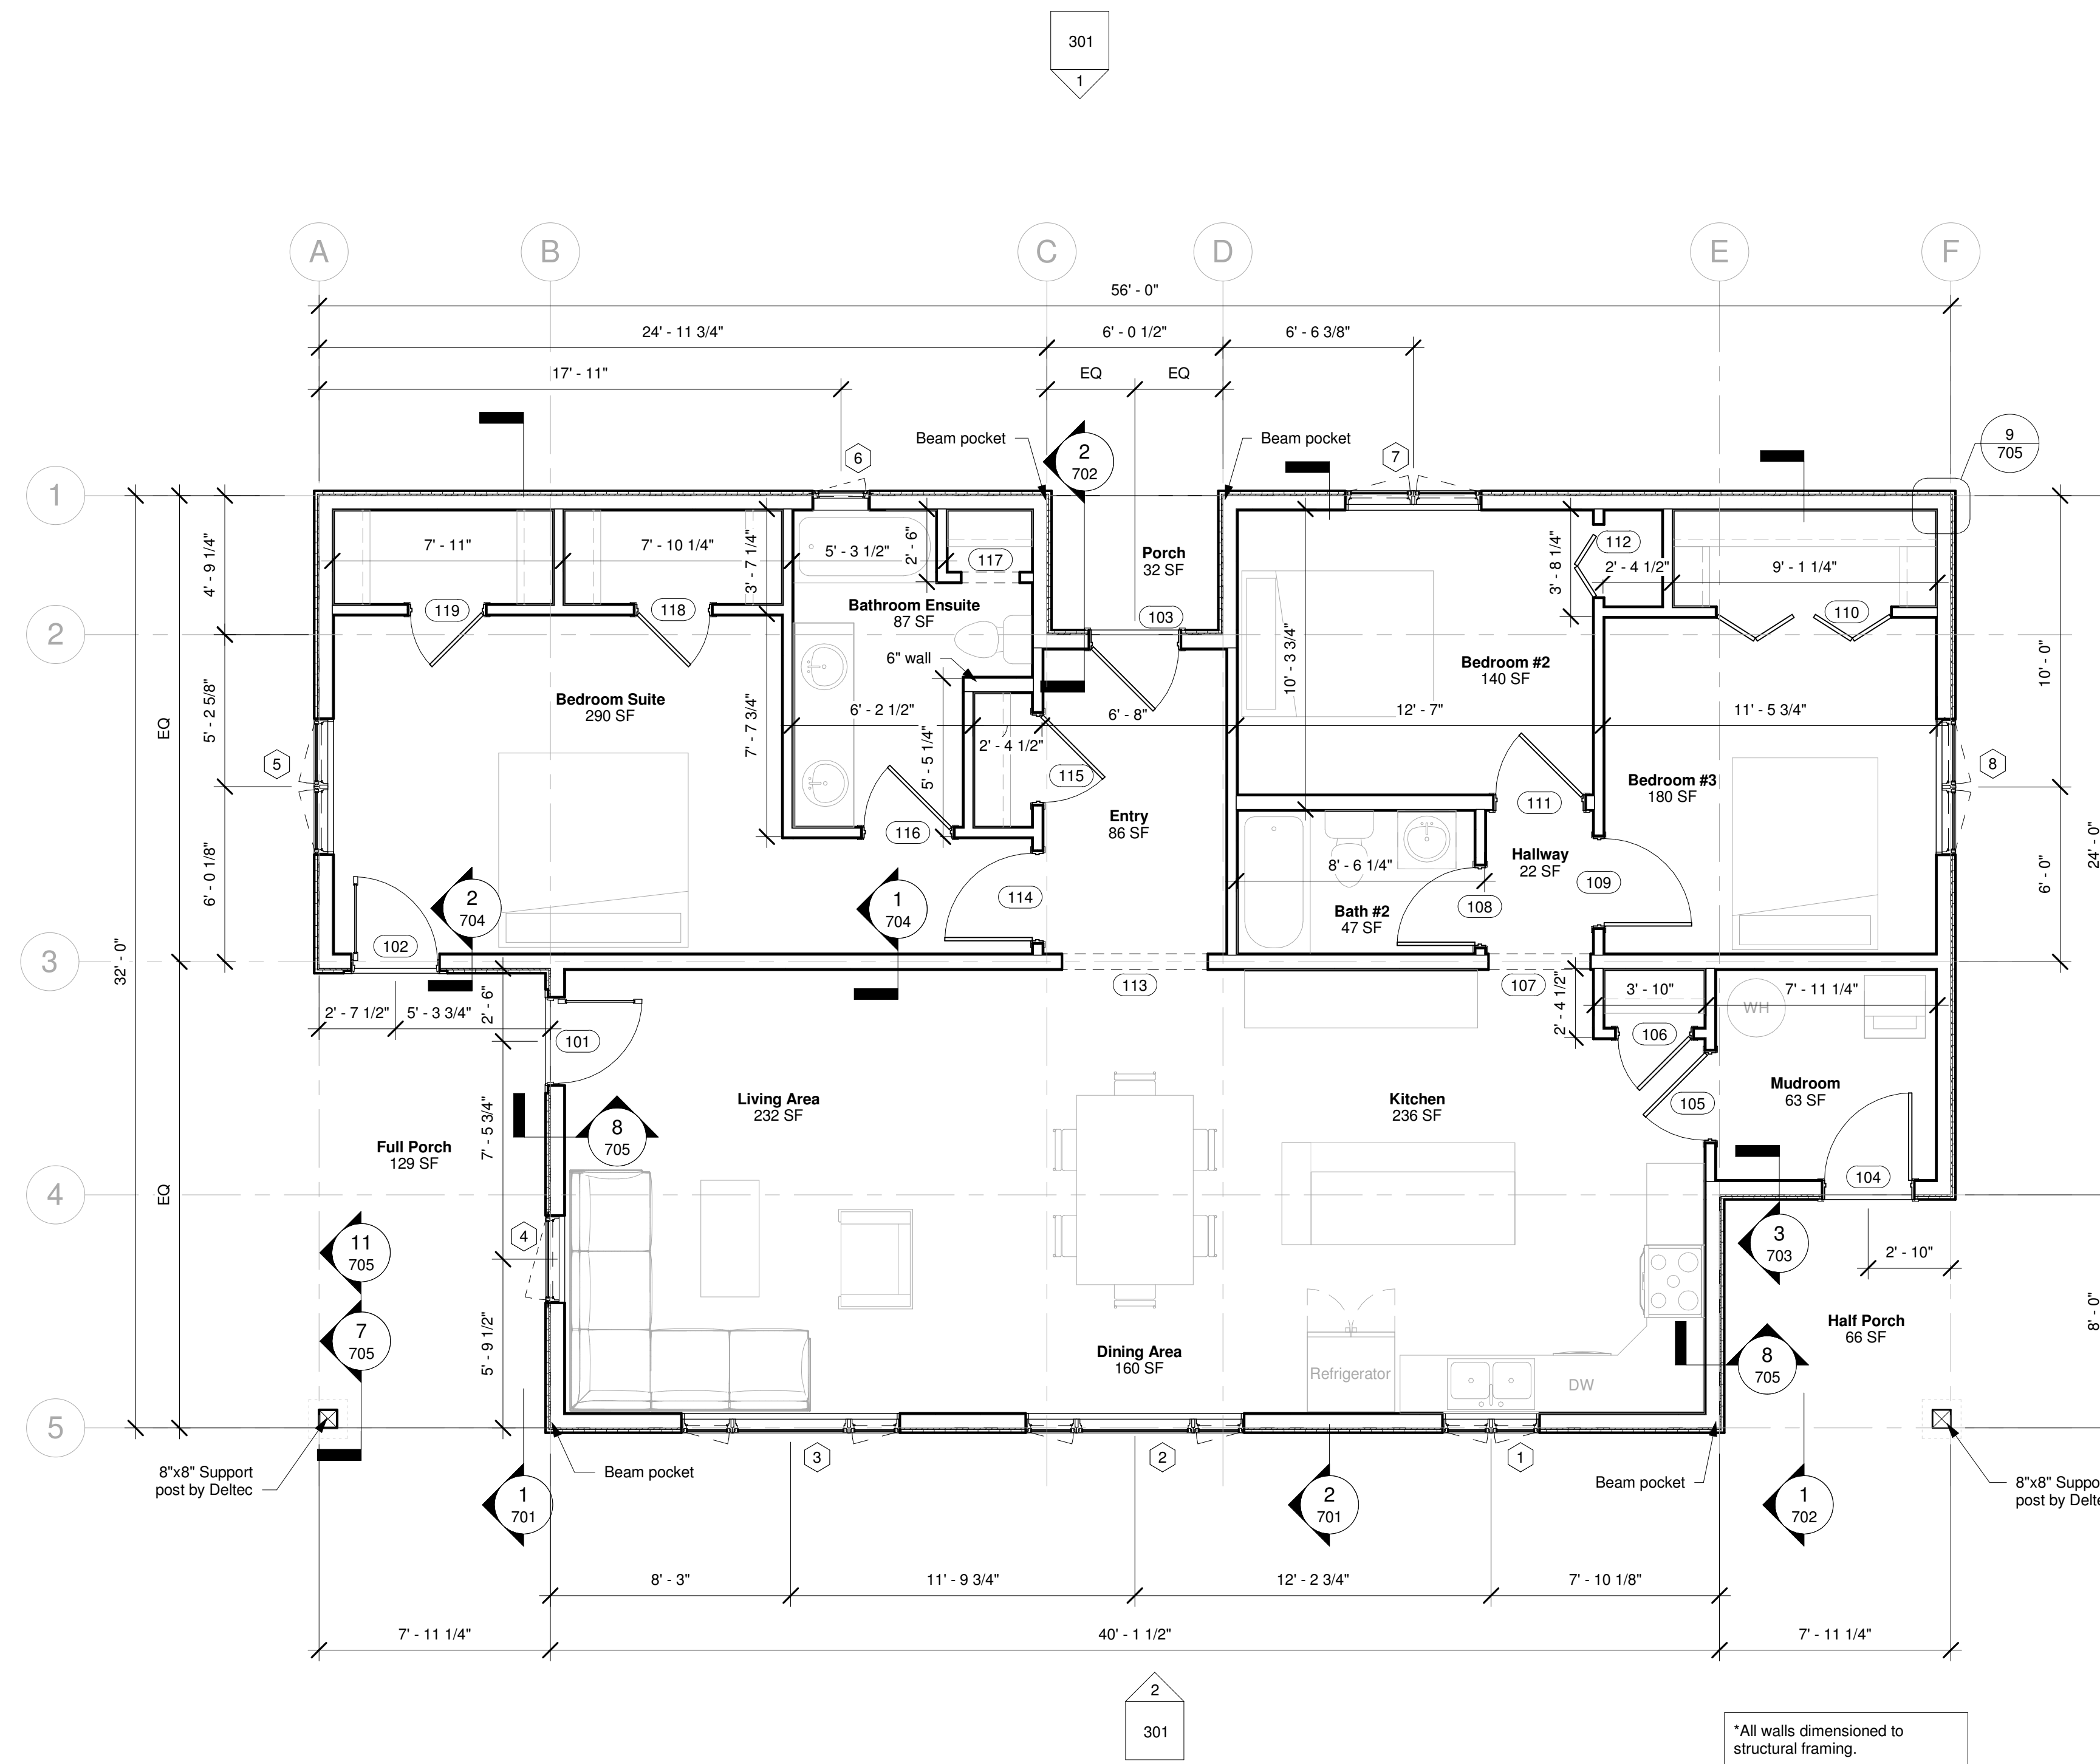 301
1
A
B
C
D
E
F
56' - 0"
24' - 11 3/4"
6' - 0 1/2"
6' - 6 3/8"
17' - 11"
EQ
EQ
Beam pocket
2
702
Beam pocket
6
7
9
705
1
2
3
4
5
4' - 9 1/4"
5' - 2 5/8"
6' - 0 1/8"
EQ
EQ
32' - 0"
7' - 11"
7' - 10 1/4"
3' - 7 1/4"
5' - 3 1/2"
2' - 6"
117
Porch
32 SF
112
3' - 8 1/4"
2' - 4 1/2"
9' - 1 1/4"
119
118
Bathroom Ensuite
87 SF
103
110
6" wall
10' - 3 3/4"
Bedroom #2
140 SF
10' - 0"
Bedroom Suite
290 SF
7' - 7 3/4"
6' - 2 1/2"
5' - 5 1/4"
2' - 4 1/2"
6' - 8"
12' - 7"
11' - 5 3/4"
5
115
Bedroom #3
180 SF
8
111
116
Entry
86 SF
Hallway
22 SF
24' - 0"
8' - 6 1/4"
109
6' - 0"
2
704
1
704
114
Bath #2
47 SF
108
102
113
107
2' - 7 1/2"
5' - 3 3/4"
2' - 6"
101
2' - 4 1/2"
3' - 10"
WH
7' - 11 1/4"
106
Living Area
232 SF
Kitchen
236 SF
105
Mudroom
63 SF
8
705
7' - 5 3/4"
Full Porch
129 SF
104
4
11
705
3
703
2' - 10"
7
705
5' - 9 1/2"
Dining Area
160 SF
Refrigerator
DW
8
705
Half Porch
66 SF
8' - 0"
8"x8" Support
post by Deltec
Beam pocket
3
2
1
Beam pocket
8"x8" Suppo
post by Delte
1
701
2
701
1
702
8' - 3"
11' - 9 3/4"
12' - 2 3/4"
7' - 10 1/8"
7' - 11 1/4"
40' - 1 1/2"
7' - 11 1/4"
2
301
*All walls dimensioned to
structural framing.